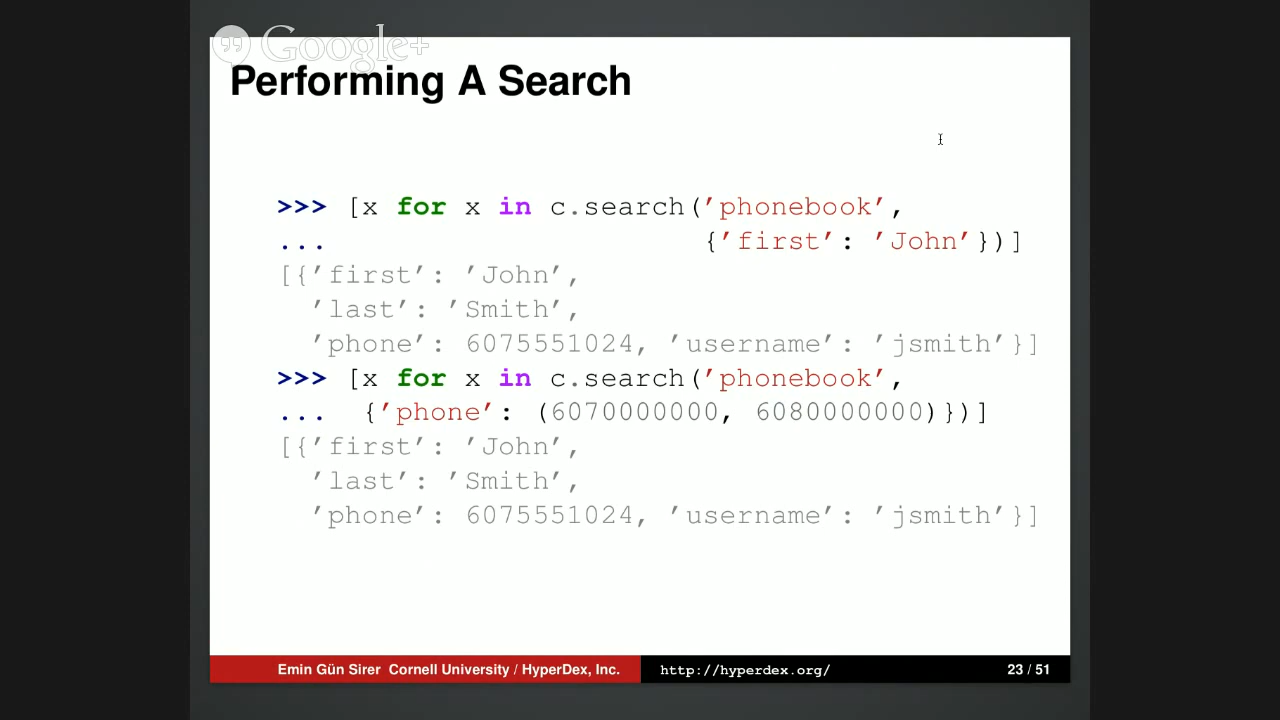 Google+
Performing A Search
>>> [x for x in c.search(’phonebook’,
... {’first’: ’John’})]
[{’first’: ’John’,
’last’: ’Smith’,
’phone’: 6075551024, ’username’: ’jsmith’}]
>>> [x for x in c.search(’phonebook’,
... {’phone’: (6070000000, 6080000000)})]
[{’first’: ’John’,
’last’: ’Smith’,
’phone’: 6075551024, ’username’: ’jsmith’}]
Emin Gün Sirer Cornell University / HyperDex, Inc. http://hyperdex.org/ 23 / 51